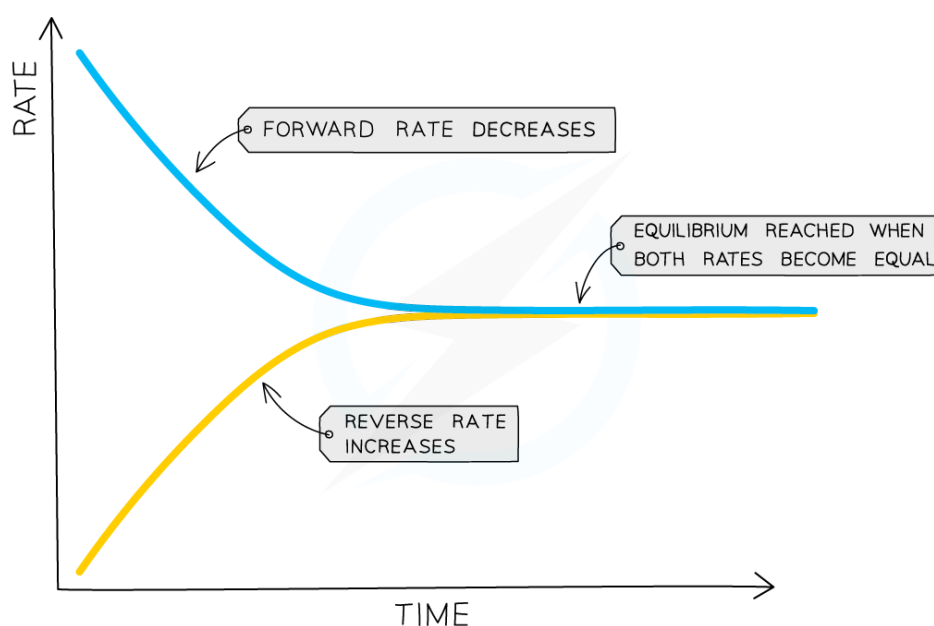 RATE
FORWARD RATE DECREASES
EQUILIBRIUM REACHED WHEN
BOTH RATES BECOME EQUAL
REVERSE RATE
INCREASES
TIME